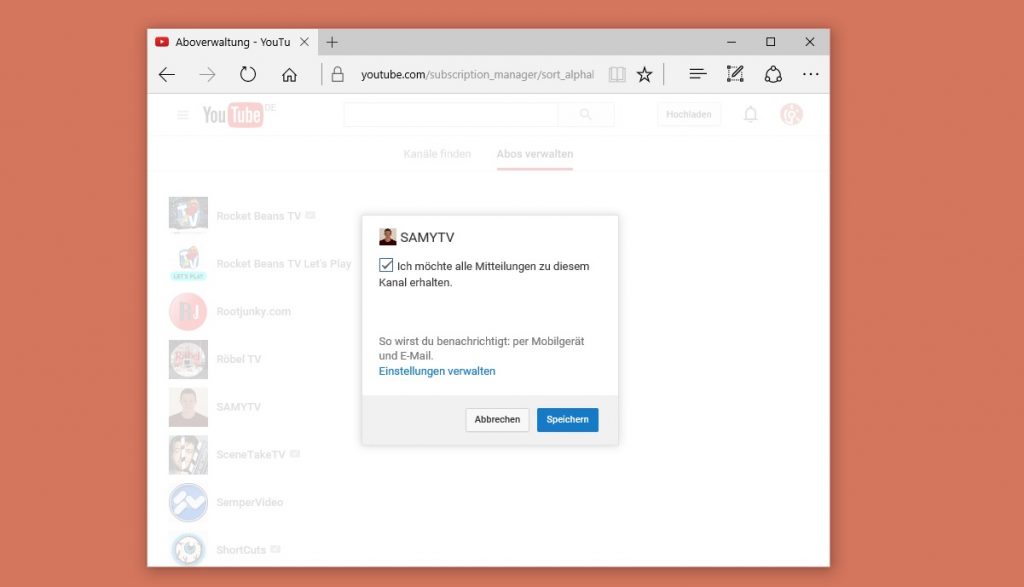 Aboverwaltung - YouTu
youtube.com/subscription_manager/sort_alphal
YouTube DE
Hochladen
Kanäle finden
Abos verwalten
Rocket Beans TV
LET'S PLAY
Rocket Beans TV Let's Play
RJ
Rootjunky.com
Röbel
Röbel TV
SAMYTV
SceneTakeTV
SemperVideo
ShortCuts
SAMYTV
Ich möchte alle Mitteilungen zu diesem
Kanal erhalten.
So wirst du benachrichtigt: per Mobilgerät
und E-Mail.
Einstellungen verwalten
Abbrechen
Speichern